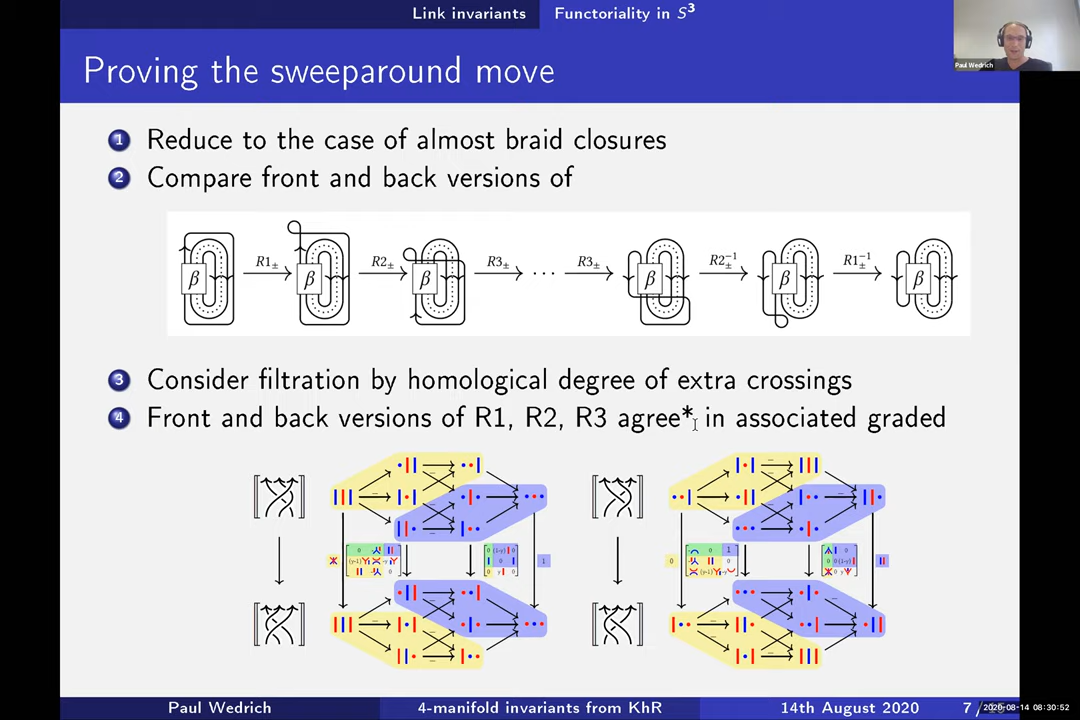 Link invariants Functoriality in S³
Paul Wedrich
Proving the sweeparound move
1 Reduce to the case of almost braid closures
2 Compare front and back versions of
β R1± β R2± β R3± ... R3± β R2±⁻¹ β R1±⁻¹ β
3 Consider filtration by homological degree of extra crossings
4 Front and back versions of R1, R2, R3 agree* in associated graded
Paul Wedrich 4-manifold invariants from KhR 14th August 2020 7 /
2020-08-14 08:30:52